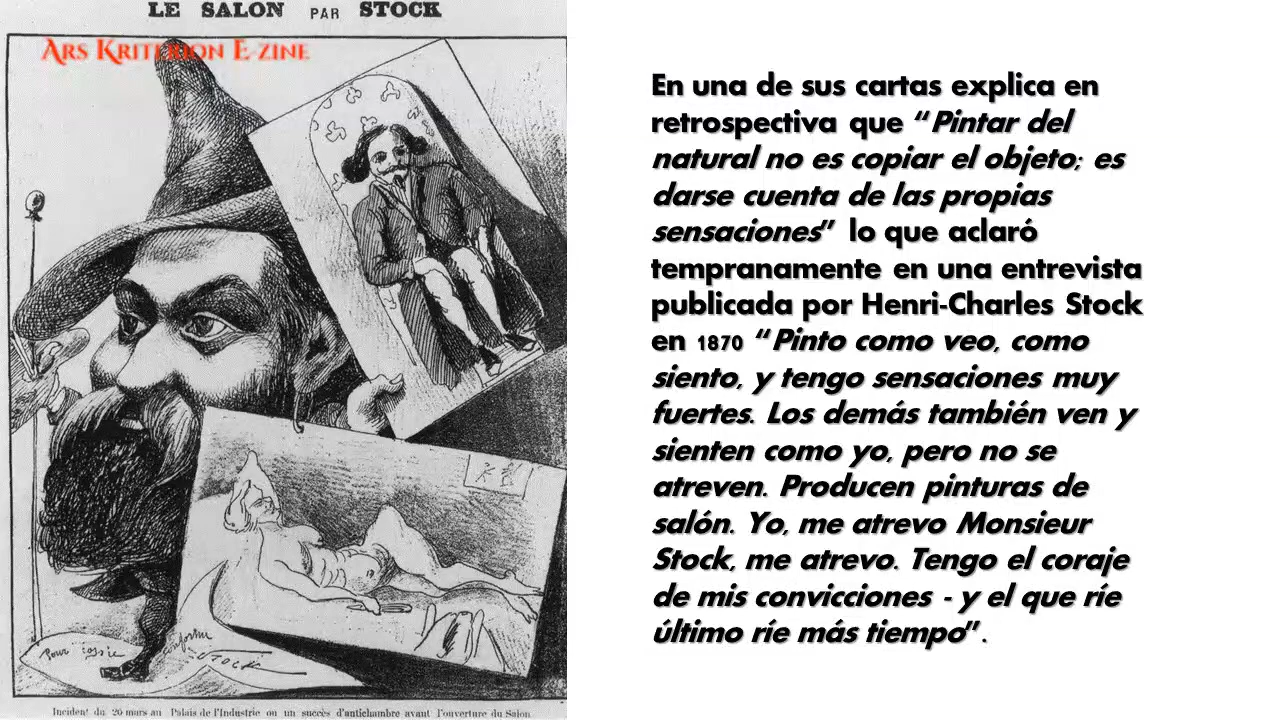 LE SALON PAR STOCK
ARS KRITERION E-ZINE
En una de sus cartas explica en
retrospectiva que “Pintar del
natural no es copiar el objeto; es
darse cuenta de las propias
sensaciones” lo que aclaró
tempranamente en una entrevista
publicada por Henri-Charles Stock
en 1870 “Pinto como veo, como
siento, y tengo sensaciones muy
fuertes. Los demás también ven y
sienten como yo, pero no se
atreven. Producen pinturas de
salón. Yo, me atrevo Monsieur
Stock, me atrevo. Tengo el coraje
de mis convicciones - y el que ríe
último ríe más tiempo”.
Pour copie conforme
STOCK
Incident du 20 mars au Palais de l'Industrie ou un succès d'antichambre avant l'ouverture du Salon